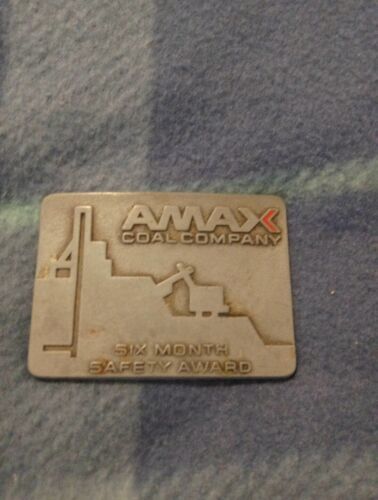 AMAX
COAL COMPANY
SIX MONTH
SAFETY AWARD